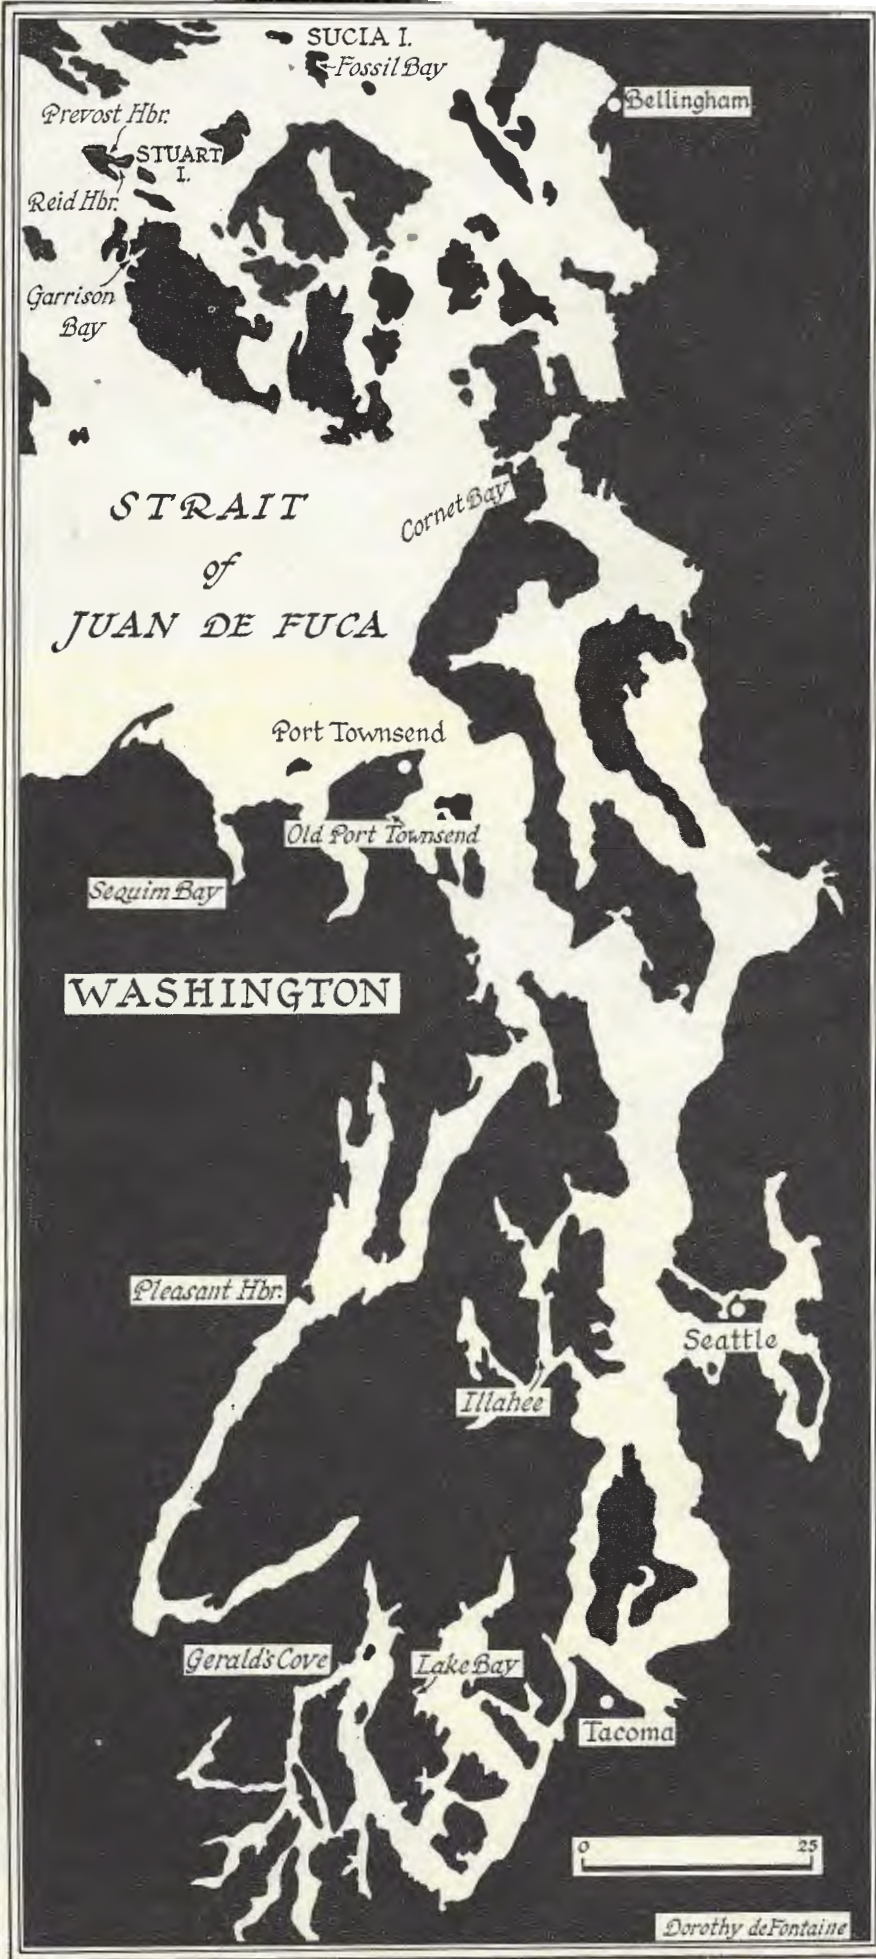 SUCIA I.
Fossil Bay
Bellingham
Prevost Hbr.
STUART
I.
Reid Hbr.
Garrison
Bay
STRAIT
of
JUAN DE FUCA
Cornet Bay
Port Townsend
Old Port Townsend
Sequim Bay
WASHINGTON
Pleasant Hbr.
Seattle
Illahee
Gerald's Cove
Lake Bay
Tacoma
0 25
Dorothy deFontaine